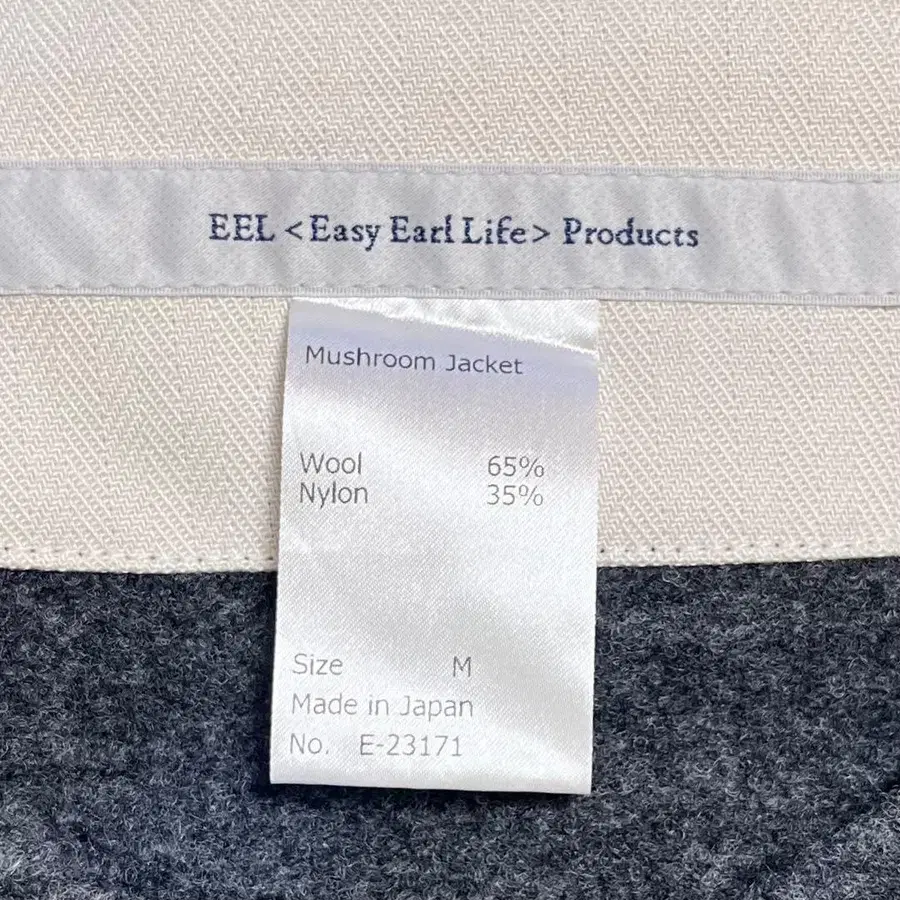 EEL <Easy Earl Life> Products
Mushroom Jacket
Wool 65%
Nylon 35%
Size M
Made in Japan
No. E-23171